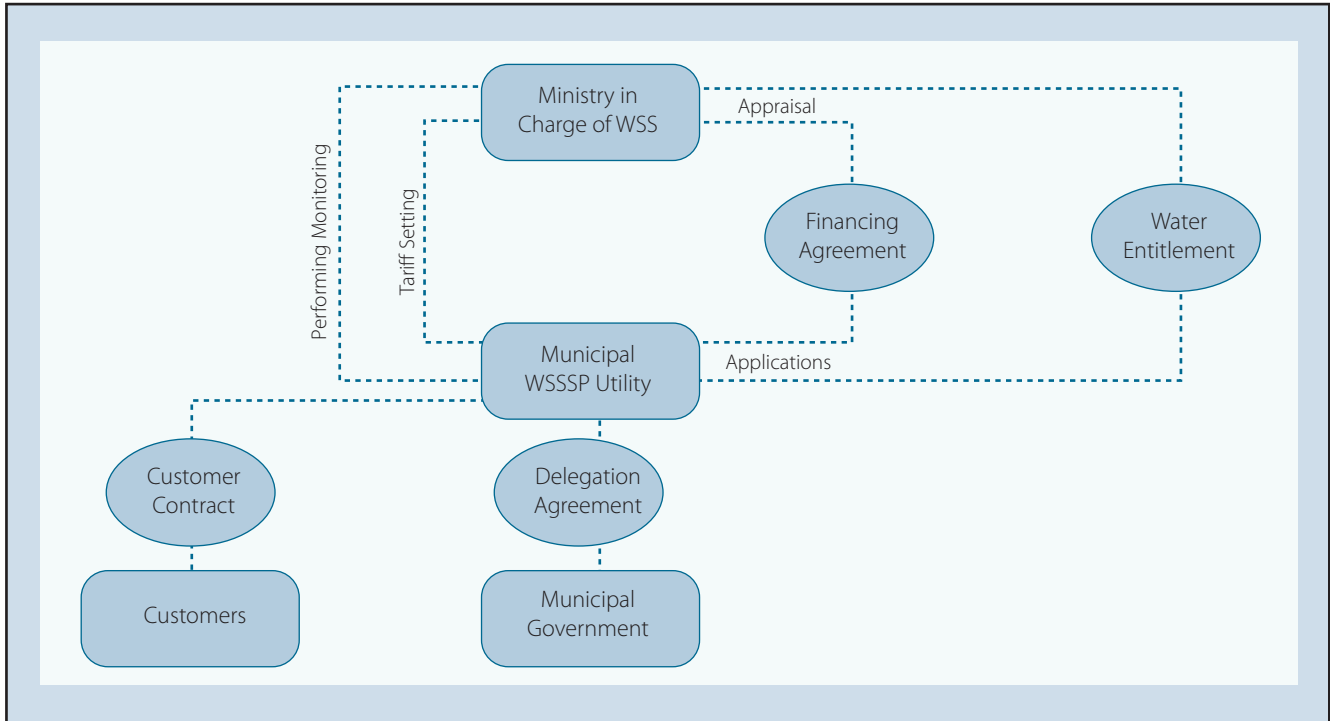 Ministry in
Charge of WSS
Appraisal
Performing Monitoring
Tariff Setting
Financing
Agreement
Water
Entitlement
Municipal
WSSSP Utility
Applications
Customer
Contract
Delegation
Agreement
Customers
Municipal
Government